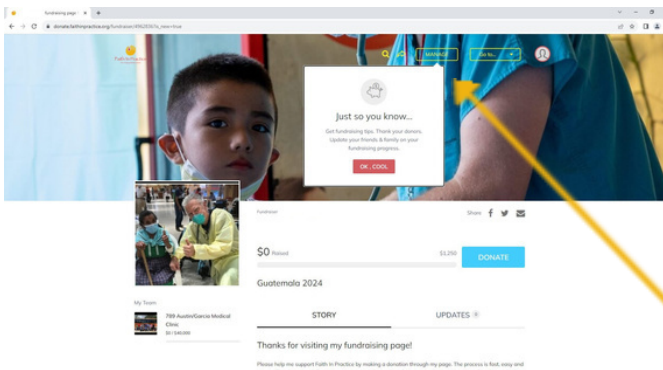 fundraising page
donate.faithinpractice.org/fundraiser/4982926?is_new=true
Faith In Practice
MANAGE
Go to...
Just so you know...
Get fundraising tips. Thank your donors.
Update your friends & family on your
fundraising progress.
OK, COOL
Fundraiser
Share
$0 Raised
$3,250
DONATE
Guatemala 2024
My Team
789 Austin/Garcia Medical
Clinic
STORY
UPDATES
Thanks for visiting my fundraising page!
Please help me support Faith In Practice by making a donation through my page. The process is fast, easy and